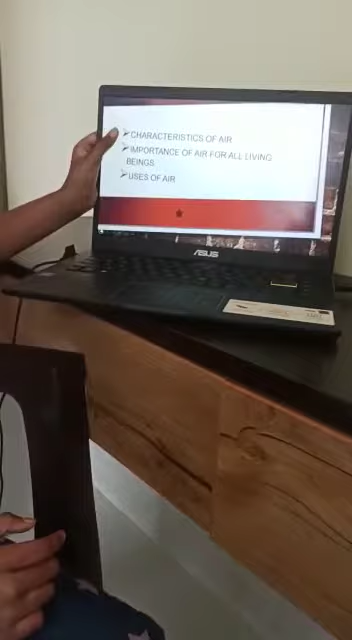 CHARACTERISTICS OF AIR
IMPORTANCE OF AIR FOR ALL LIVING
BEINGS
USES OF AIR
ASUS